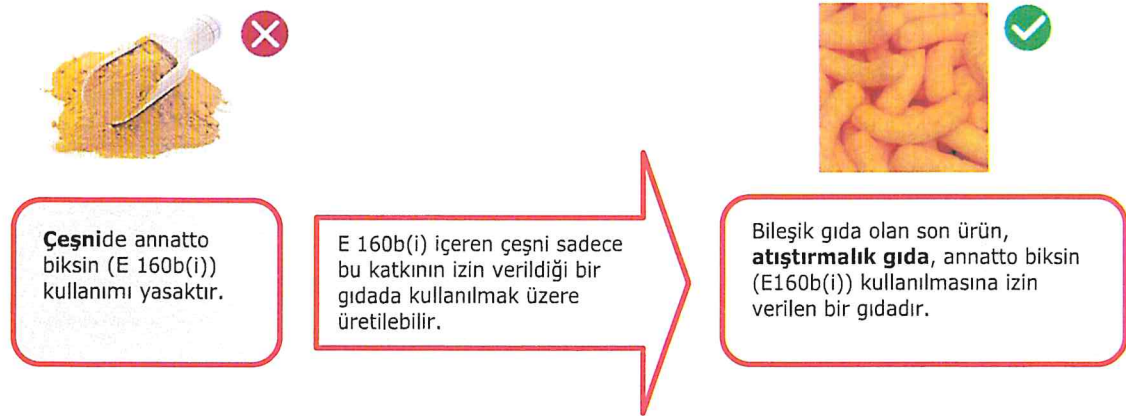 Çeşnide annatto
biksin (E 160b(i))
kullanımı yasaktır.
E 160b(i) içeren çeşni sadece
bu katkının izin verildiği bir
gıdada kullanılmak üzere
üretilebilir.
Bileşik gıda olan son ürün,
atıştırmalık gıda, annatto biksin
(E160b(i)) kullanılmasına izin
verilen bir gıdadır.